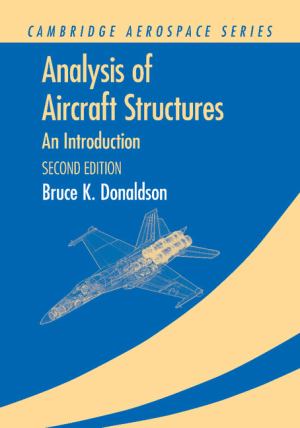 CAMBRIDGE AEROSPACE SERIES
Analysis of
Aircraft Structures
An Introduction
SECOND EDITION
Bruce K. Donaldson